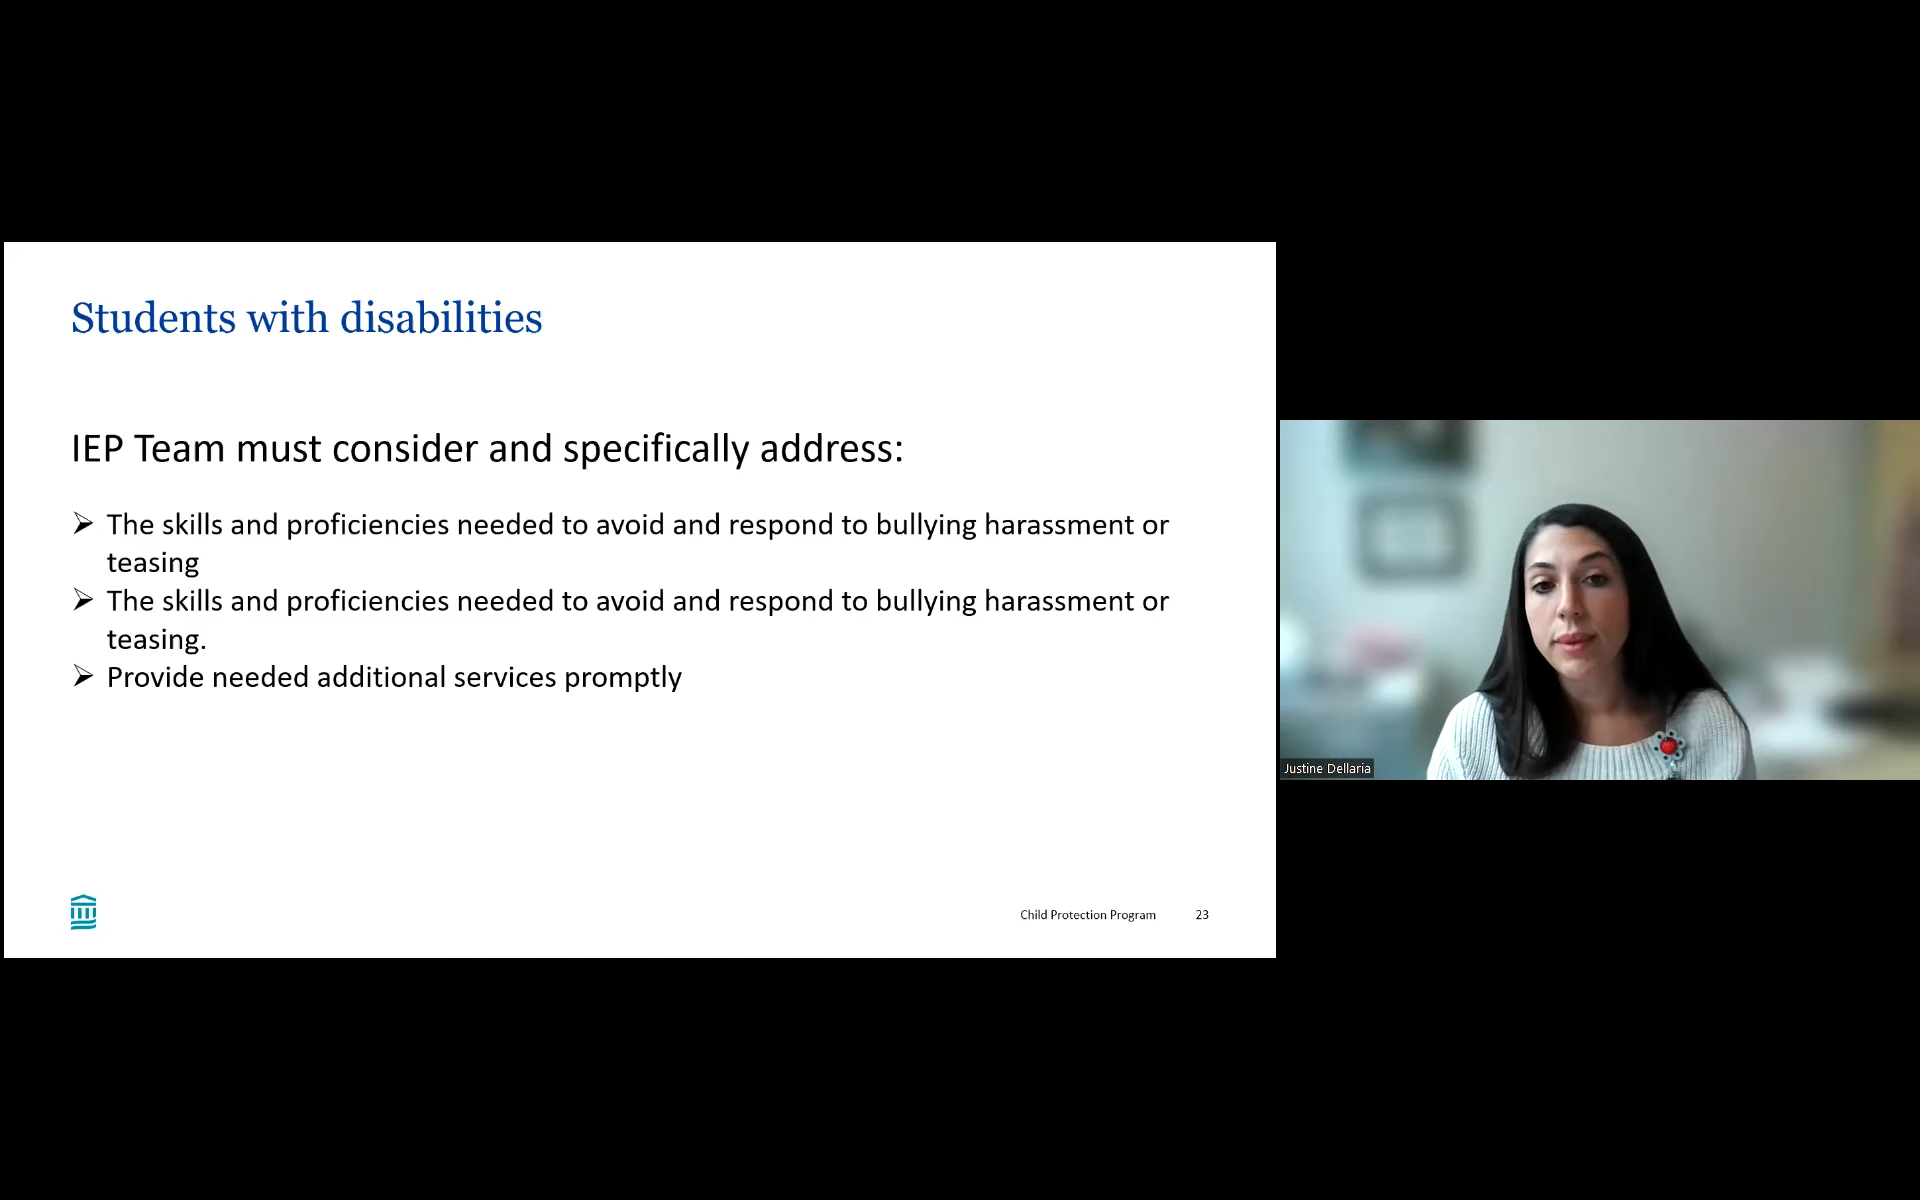 Students with disabilities
IEP Team must consider and specifically address:
➢ The skills and proficiencies needed to avoid and respond to bullying harassment or
teasing
➢ The skills and proficiencies needed to avoid and respond to bullying harassment or
teasing.
➢ Provide needed additional services promptly
Justine Dellaria
Child Protection Program 23